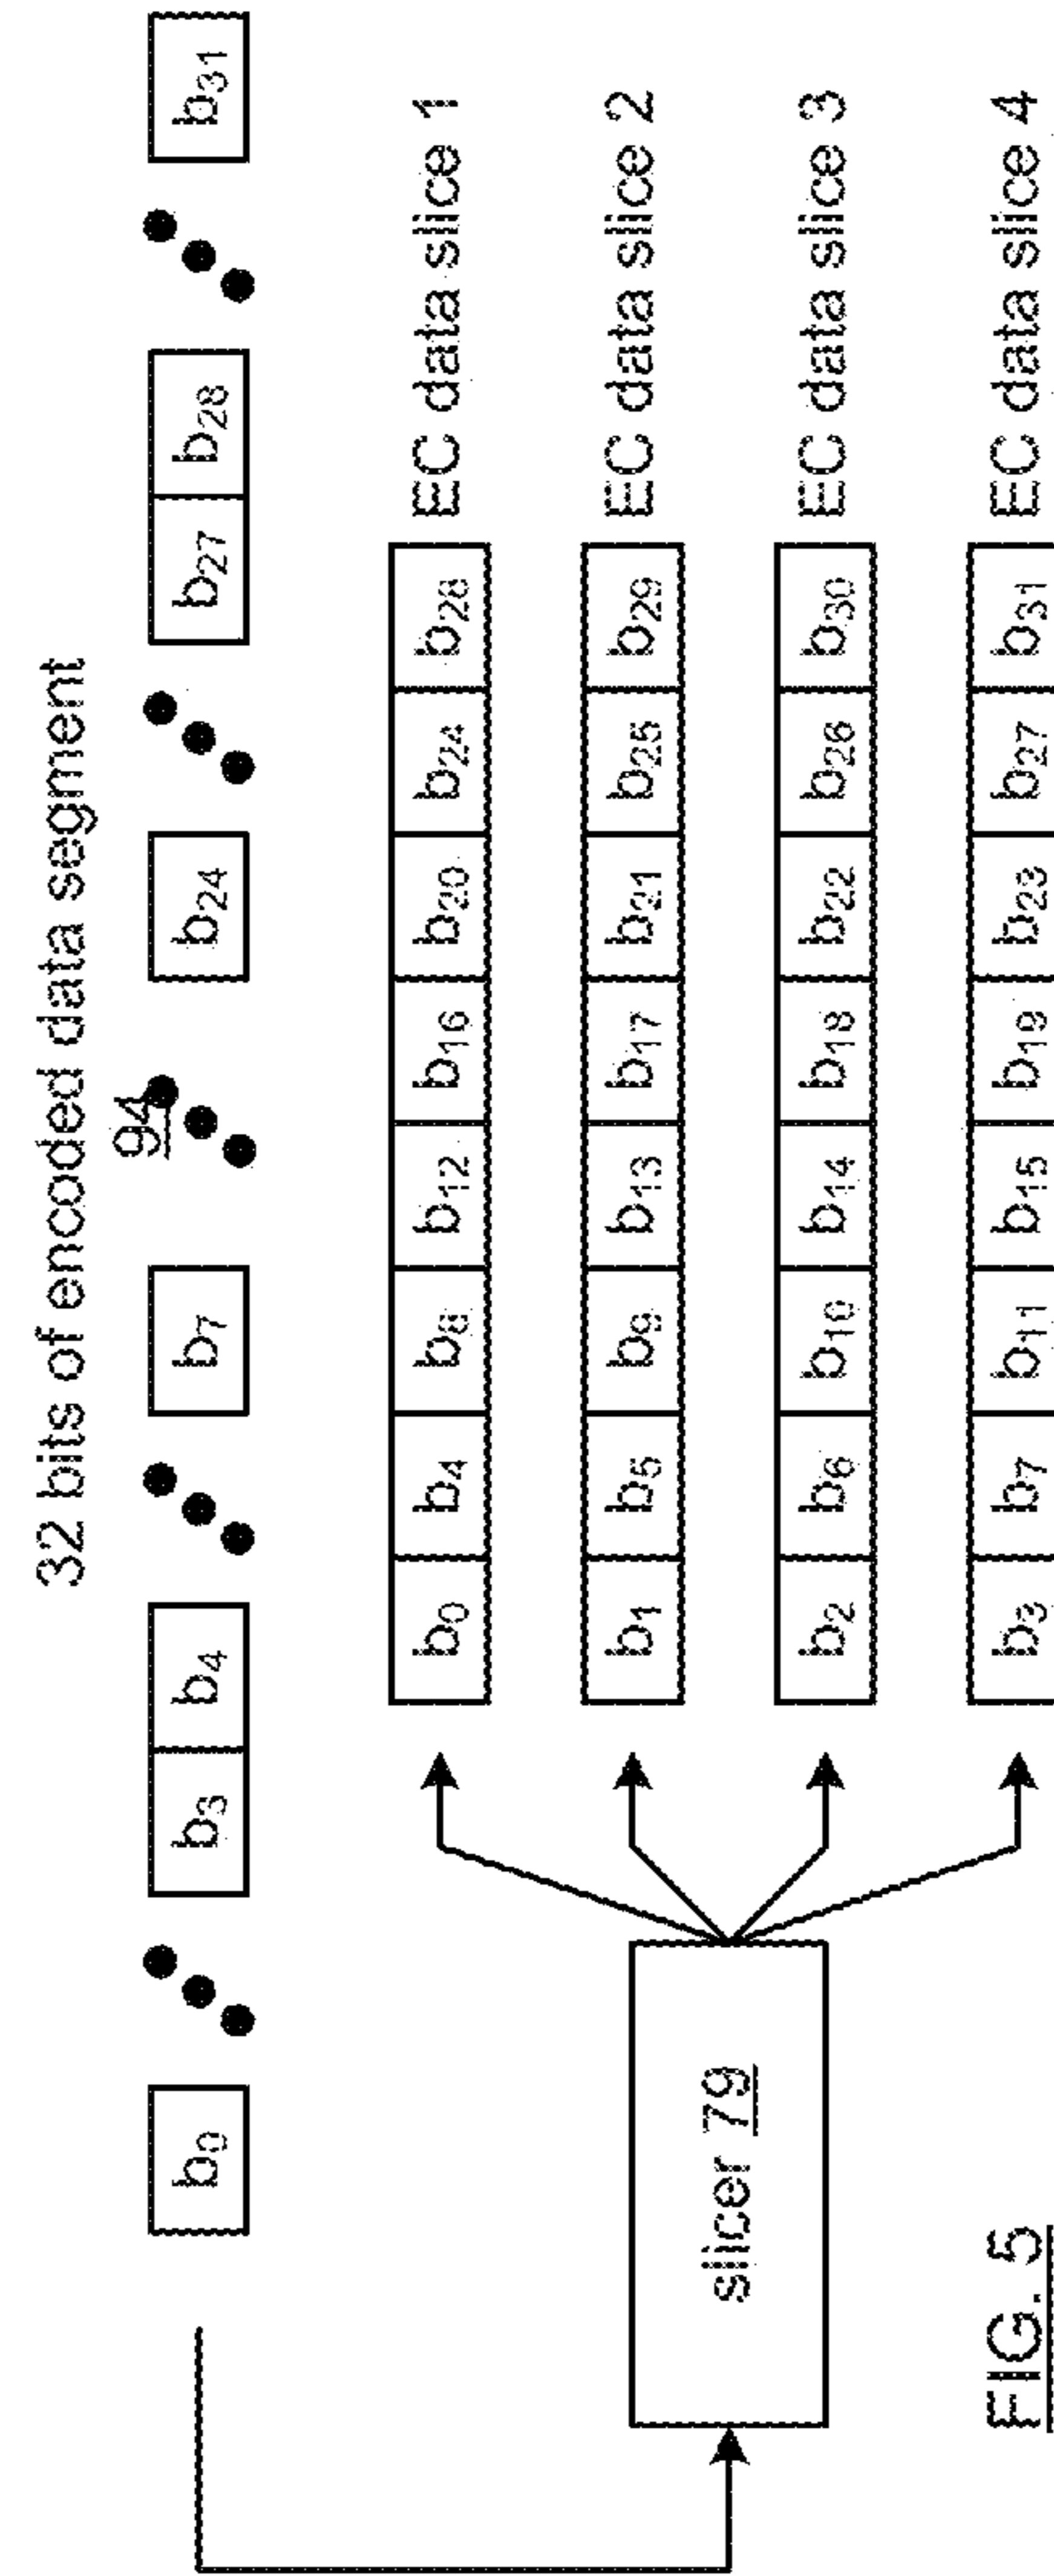 32 bits of encoded data segment
94
b0 b3 b4 b7 b24 b27 b28 b31
b0 b4 b8 b12 b16 b20 b24 b28 EC data slice 1
b1 b5 b9 b13 b17 b21 b25 b29 EC data slice 2
slicer 79
b2 b6 b10 b14 b18 b22 b26 b30 EC data slice 3
b3 b7 b11 b15 b19 b23 b27 b31 EC data slice 4
FIG. 5